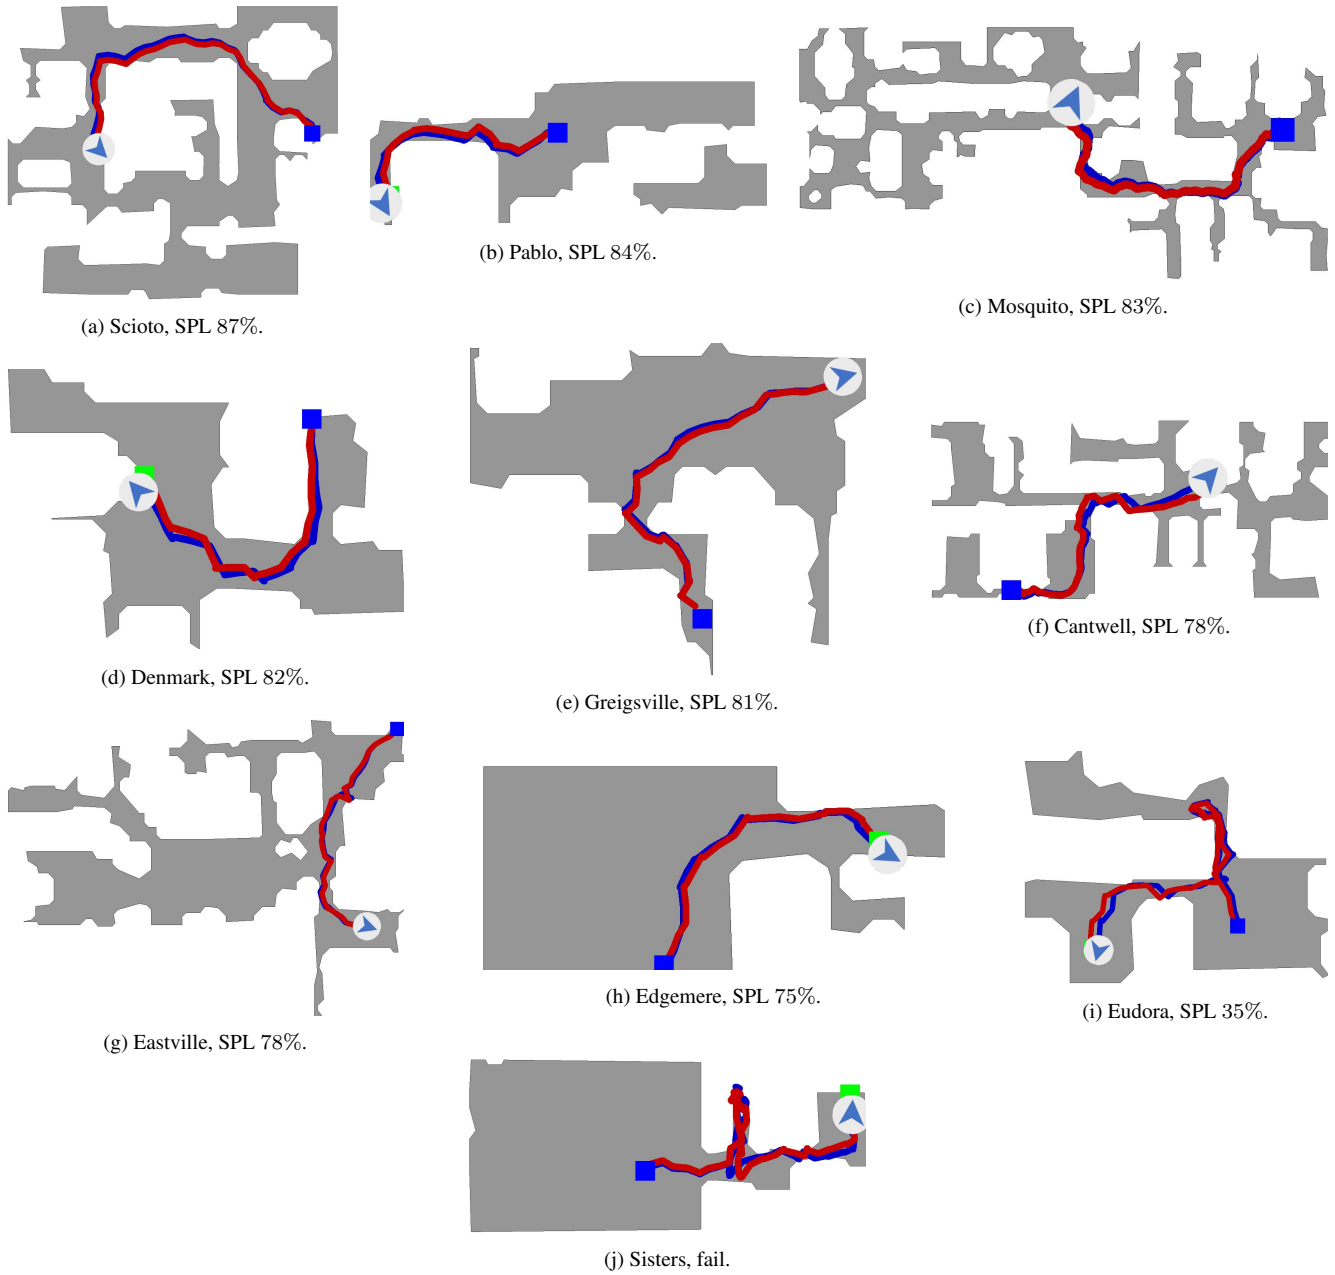 (a) Scioto, SPL 87%.
(b) Pablo, SPL 84%.
(c) Mosquito, SPL 83%.
(d) Denmark, SPL 82%.
(e) Greigsville, SPL 81%.
(f) Cantwell, SPL 78%.
(g) Eastville, SPL 78%.
(h) Edgemere, SPL 75%.
(i) Eudora, SPL 35%.
(j) Sisters, fail.